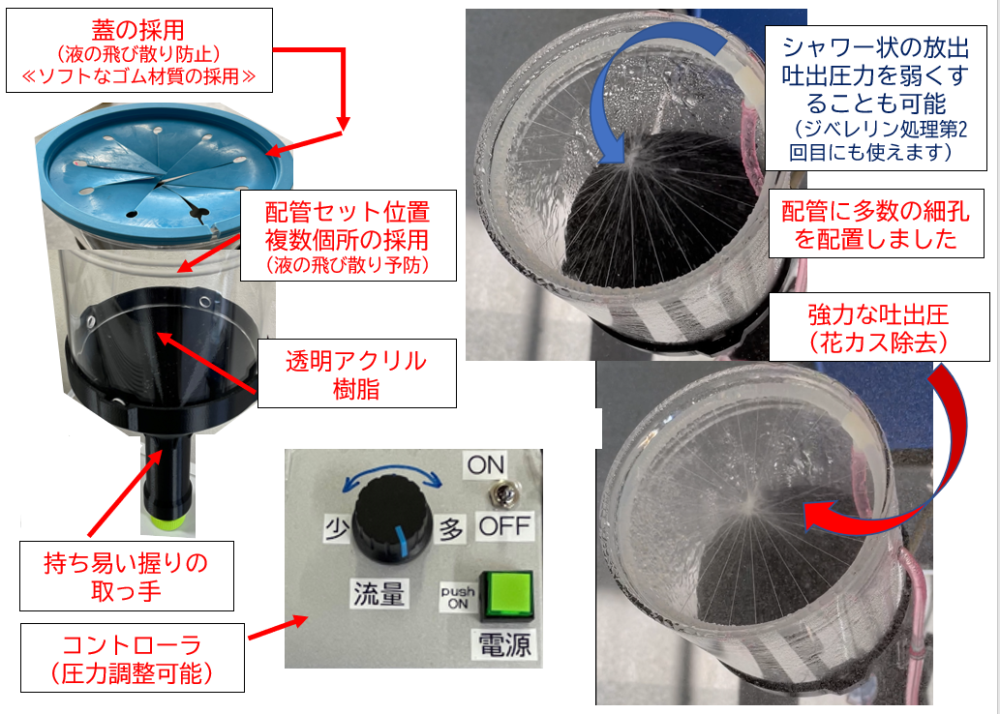 蓋の採用
（液の飛び散り防止）
≪ソフトなゴム材質の採用≫
配管セット位置
複数個所の採用
（液の飛び散り予防）
透明アクリル
樹脂
持ち易い握りの
取っ手
コントローラ
（圧力調整可能）
ON
少
多
OFF
流量
push
ON
電源
シャワー状の放出
吐出圧力を弱くす
ることも可能
（ジベレリン処理第2
回目にも使えます）
配管に多数の細孔
を配置しました
強力な吐出圧
（花カス除去）